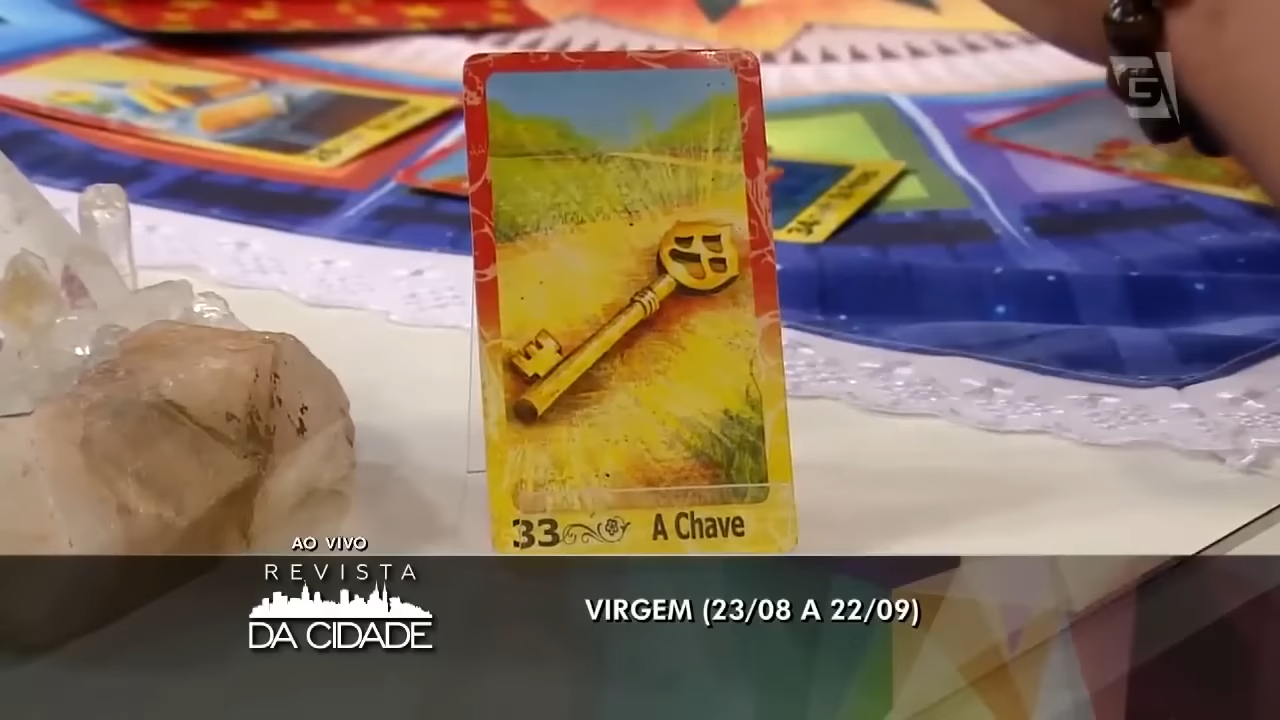 33 A Chave
AO VIVO
REVISTA
DA CIDADE
VIRGEM (23/08 A 22/09)